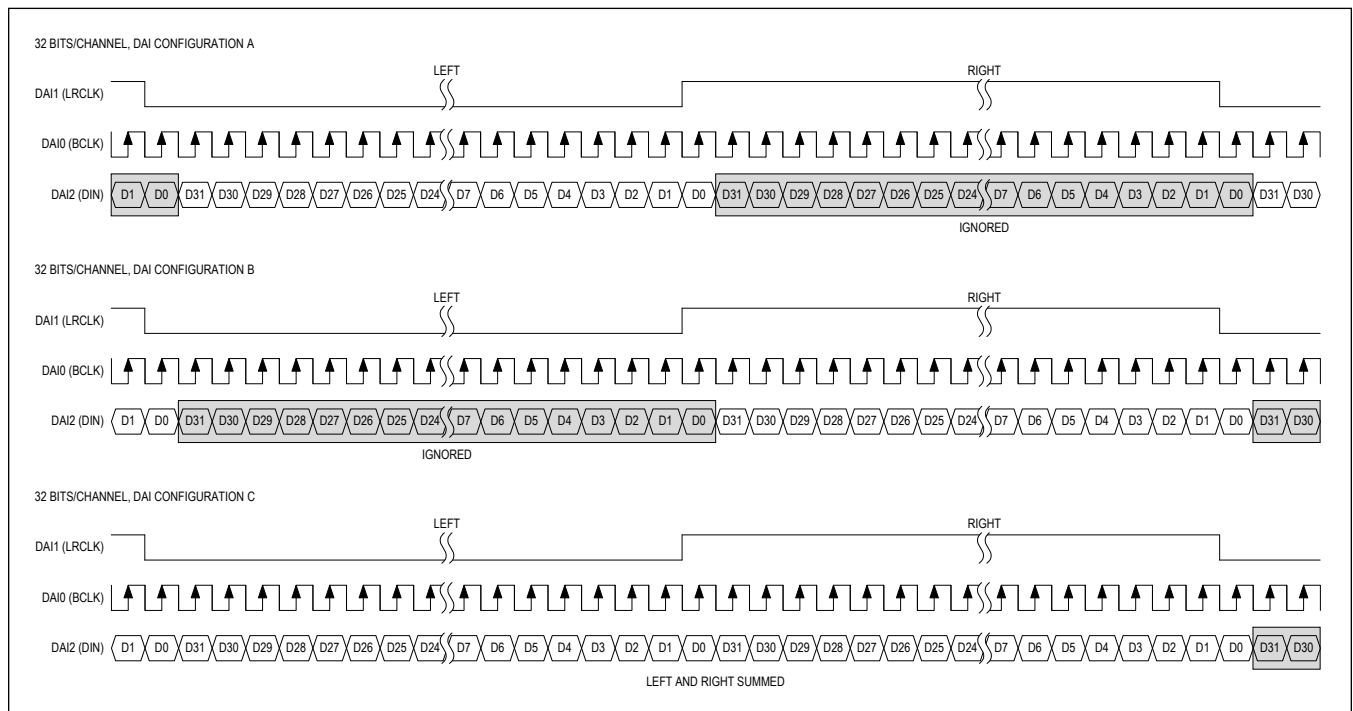 32 BITS/CHANNEL, DAI CONFIGURATION A
LEFT RIGHT
DAI1 (LRCLK)
DAI0 (BCLK)
DAI2 (DIN) D1 D0 D31 D30 D29 D28 D27 D26 D25 D24 D7 D6 D5 D4 D3 D2 D1 D0 D31 D30 D29 D28 D27 D26 D25 D24 D7 D6 D5 D4 D3 D2 D1 D0 D31 D30
IGNORED
32 BITS/CHANNEL, DAI CONFIGURATION B
LEFT RIGHT
DAI1 (LRCLK)
DAI0 (BCLK)
DAI2 (DIN) D1 D0 D31 D30 D29 D28 D27 D26 D25 D24 D7 D6 D5 D4 D3 D2 D1 D0 D31 D30 D29 D28 D27 D26 D25 D24 D7 D6 D5 D4 D3 D2 D1 D0 D31 D30
IGNORED
32 BITS/CHANNEL, DAI CONFIGURATION C
LEFT RIGHT
DAI1 (LRCLK)
DAI0 (BCLK)
DAI2 (DIN) D1 D0 D31 D30 D29 D28 D27 D26 D25 D24 D7 D6 D5 D4 D3 D2 D1 D0 D31 D30 D29 D28 D27 D26 D25 D24 D7 D6 D5 D4 D3 D2 D1 D0 D31 D30
LEFT AND RIGHT SUMMED